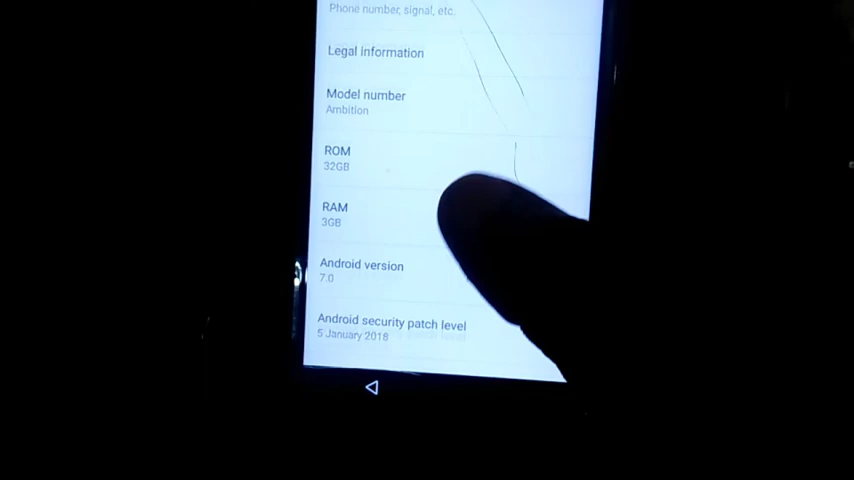 Phone number, signal, etc.
Legal information
Model number
Ambition
ROM
32GB
RAM
3GB
Android version
7.0
Android security patch level
5 January 2018